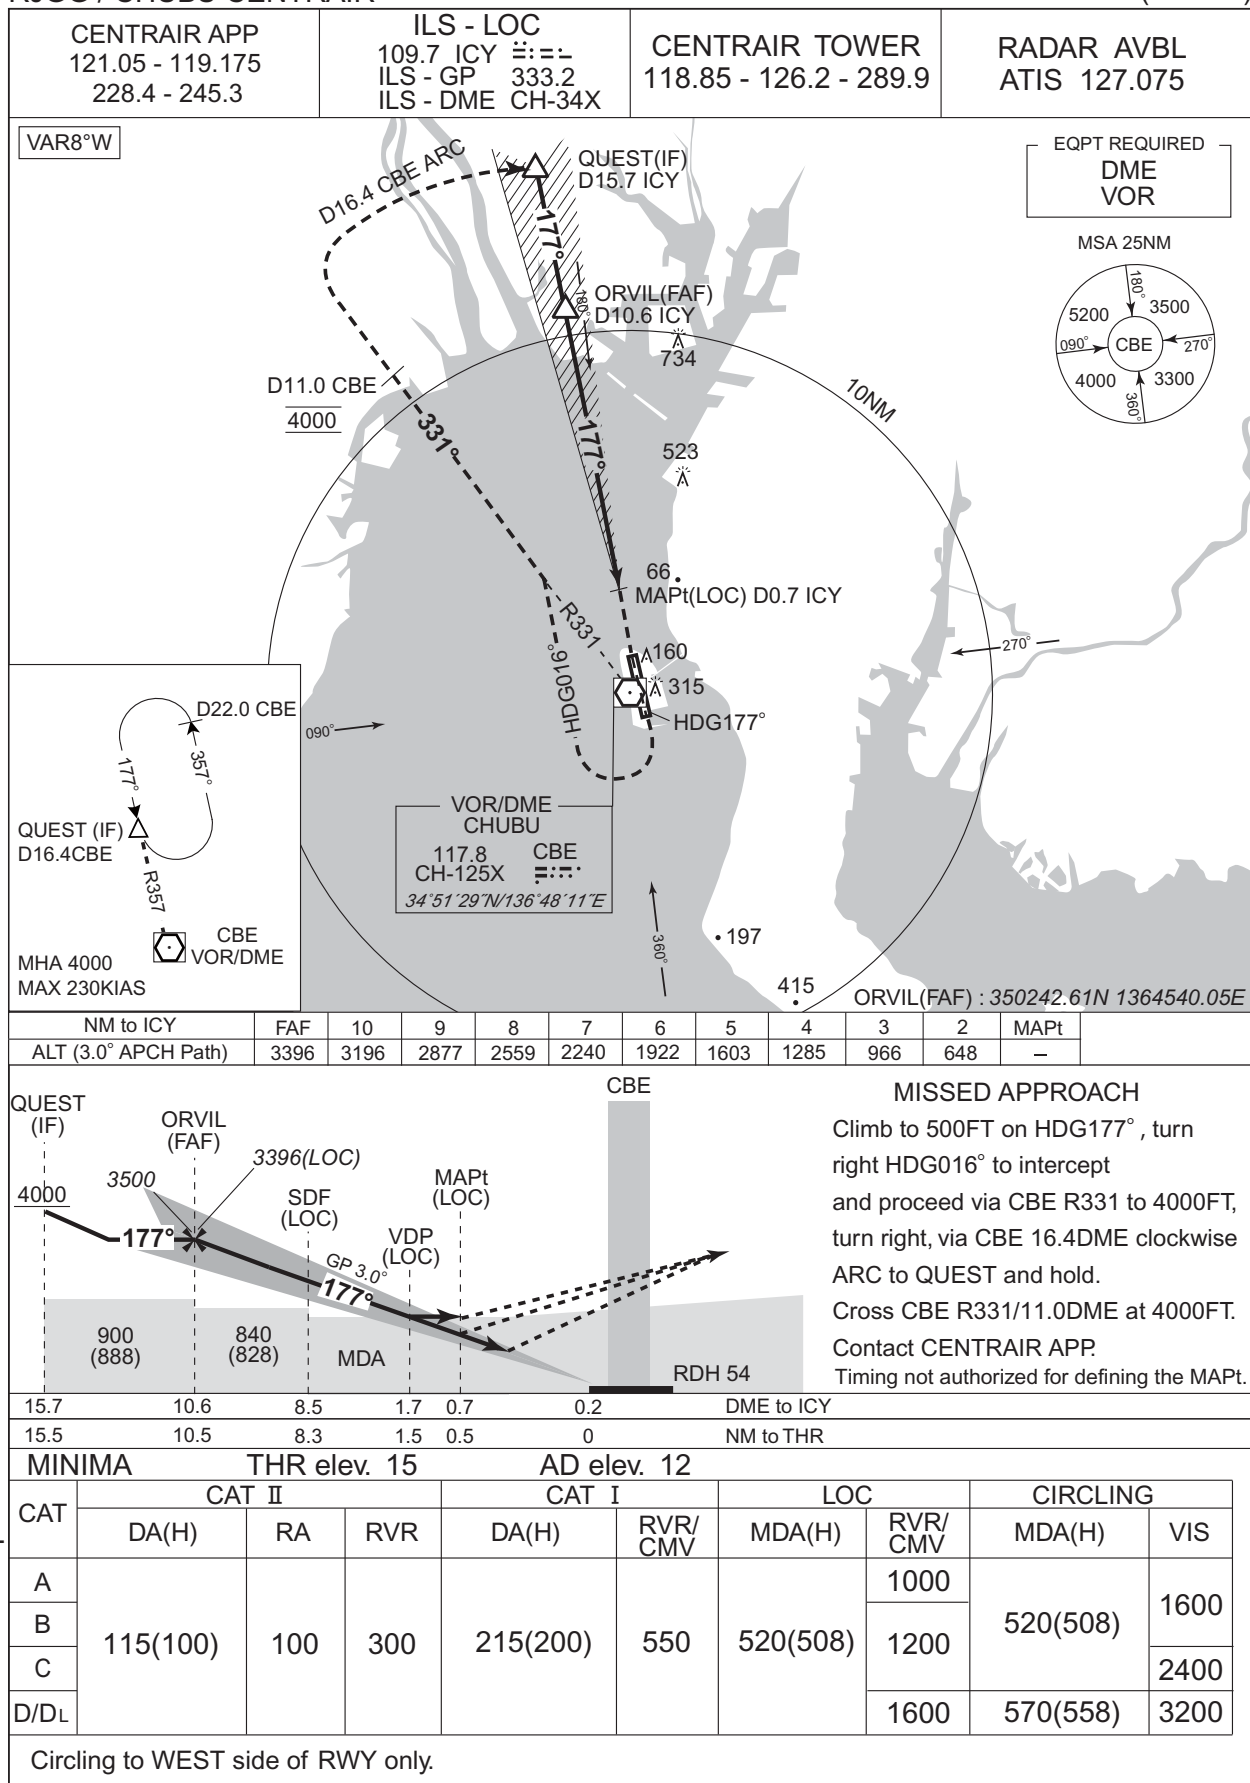 CENTRAIR APP
121.05 - 119.175
228.4 - 245.3
ILS - LOC
109.7 ICY
ILS - GP 333.2
ILS - DME CH-34X
CENTRAIR TOWER
118.85 - 126.2 - 289.9
RADAR AVBL
ATIS 127.075
VAR8°W
EQPT REQUIRED
DME
VOR
MSA 25NM
180°
5200
3500
090°
CBE
270°
4000
3300
360°
D16.4 CBE ARC
QUEST(IF)
D15.7 ICY
177°
180°
ORVIL(FAF)
D10.6 ICY
734
D11.0 CBE
4000
10NM
331°
177°
523
66
MAPt(LOC) D0.7 ICY
R331
HDG016°
160
315
HDG177°
270°
090°
D22.0 CBE
177°
357°
QUEST (IF)
D16.4CBE
R357
CBE
VOR/DME
MHA 4000
MAX 230KIAS
VOR/DME
CHUBU
117.8 CBE
CH-125X
34°51´29˝N/136°48´11˝E
360°
197
415
ORVIL(FAF) : 350242.61N 1364540.05E
NM to ICY FAF 10 9 8 7 6 5 4 3 2 MAPt
ALT (3.0° APCH Path) 3396 3196 2877 2559 2240 1922 1603 1285 966 648 –
QUEST
(IF)
ORVIL
(FAF)
3500
3396(LOC)
4000
SDF
(LOC)
VDP
(LOC)
MAPt
(LOC)
CBE
177°
GP 3.0°
177°
900
(888)
840
(828)
MDA
RDH 54
MISSED APPROACH
Climb to 500FT on HDG177°, turn
right HDG016° to intercept
and proceed via CBE R331 to 4000FT,
turn right, via CBE 16.4DME clockwise
ARC to QUEST and hold.
Cross CBE R331/11.0DME at 4000FT.
Contact CENTRAIR APP.
Timing not authorized for defining the MAPt.
15.7 10.6 8.5 1.7 0.7 0.2 DME to ICY
15.5 10.5 8.3 1.5 0.5 0 NM to THR
MINIMA THR elev. 15 AD elev. 12
CAT CAT II CAT I LOC CIRCLING
DA(H) RA RVR DA(H) RVR/CMV MDA(H) RVR/CMV MDA(H) VIS
A 1000
B 115(100) 100 300 215(200) 550 520(508) 1200 520(508) 1600
C 2400
D/DL 1600 570(558) 3200
Circling to WEST side of RWY only.